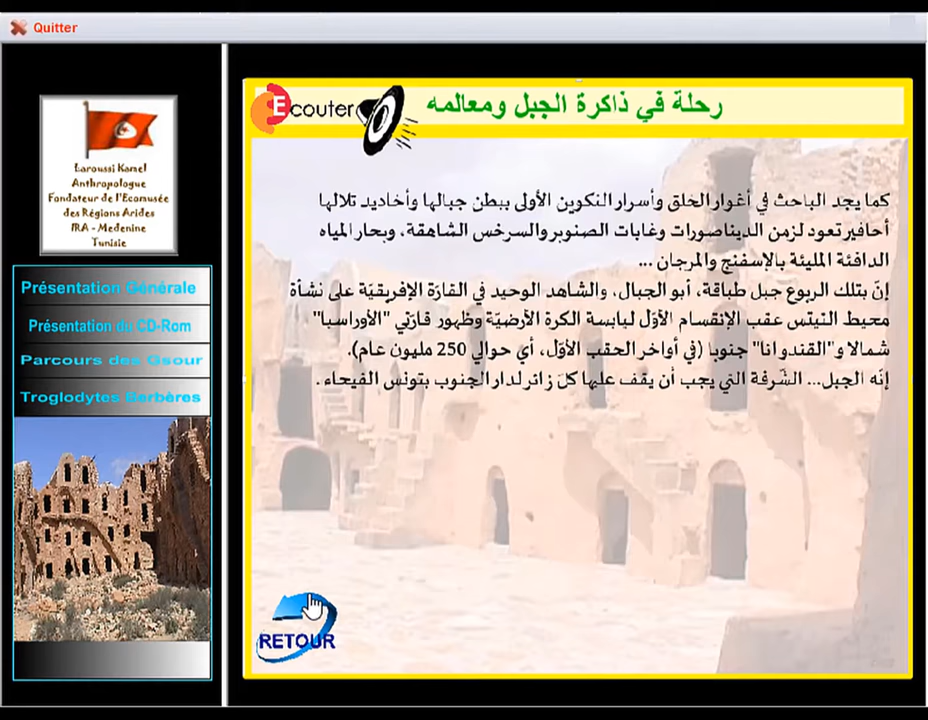 Quitter
Laroussi Kamel
Anthropologue
Fondateur de l'Ecomusée
des Régions Arides
IRA - Medenine
Tunisie
Présentation Générale
Présentation du CD-Rom
Parcours des Gsour
Troglodytes Berbères
Ecouter
رحلة في ذاكرة الجبل ومعالمه
كما يجد الباحث في أغوار الخلق وأسرار التكوين الأولى ببطن جبالها وأخاديد تلالها
أحافير تعود لزمن الديناصورات وغابات الصنوبر والسرخس الشاهقة، وبحار المياه
الدافئة المليئة بالإسفنج والمرجان ...
إنّ بتلك الربوع جبل طباقة، أبو الجبال، والشاهد الوحيد في القارّة الإفريقيّة على نشأة
محيط التيتس عقب الإنقسام الأوّل ليابسة الكرة الأرضيّة وظهور قارّتي "الأوراسيا"
شمالا و"القندوانا" جنوبا (في أواخر الحقب الأوّل، أي حوالي 250 مليون عام).
إنّه الجبل... الشّرفة التي يجب أن يقف عليها كلّ زائر لدار الجنوب بتونس الفيحاء .
RETOUR